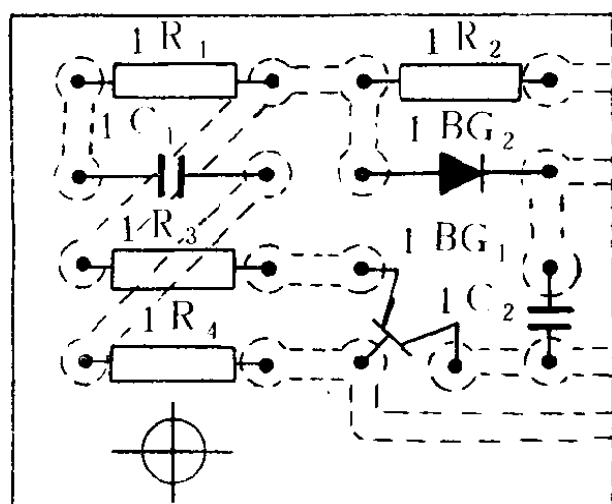 1 R₁
1 R₂
1 C₁
1 BG₂
1 R₃
1 BG₁
1 C₂
1 R₄